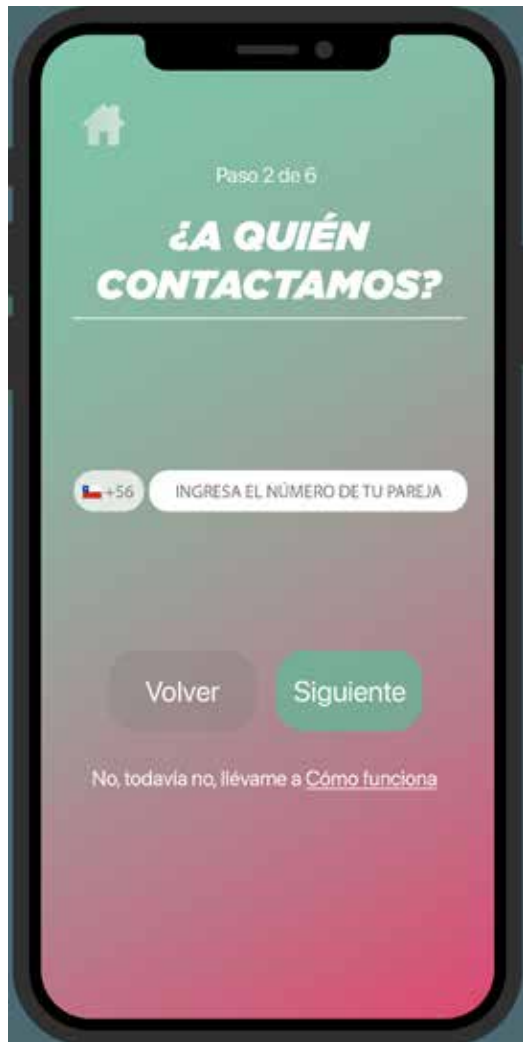 Paso 2 de 6
¿A QUIÉN
CONTACTAMOS?
+56
INGRESA EL NÚMERO DE TU PAREJA
Volver
Siguiente
No, todavía no, llévame a Cómo funciona